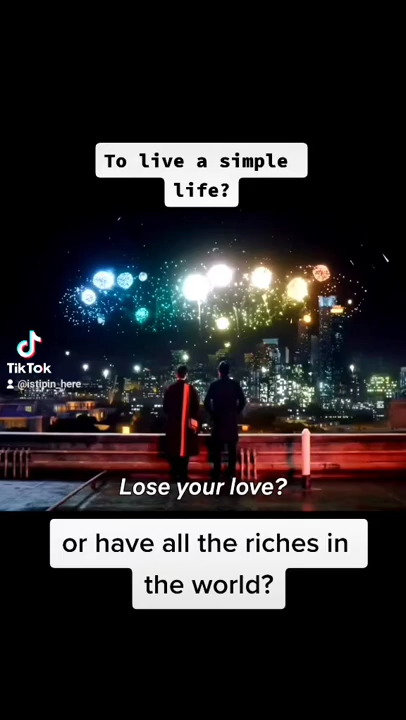 To live a simple
life?
TikTok
@istipin_here
Lose your love?
or have all the riches in
the world?